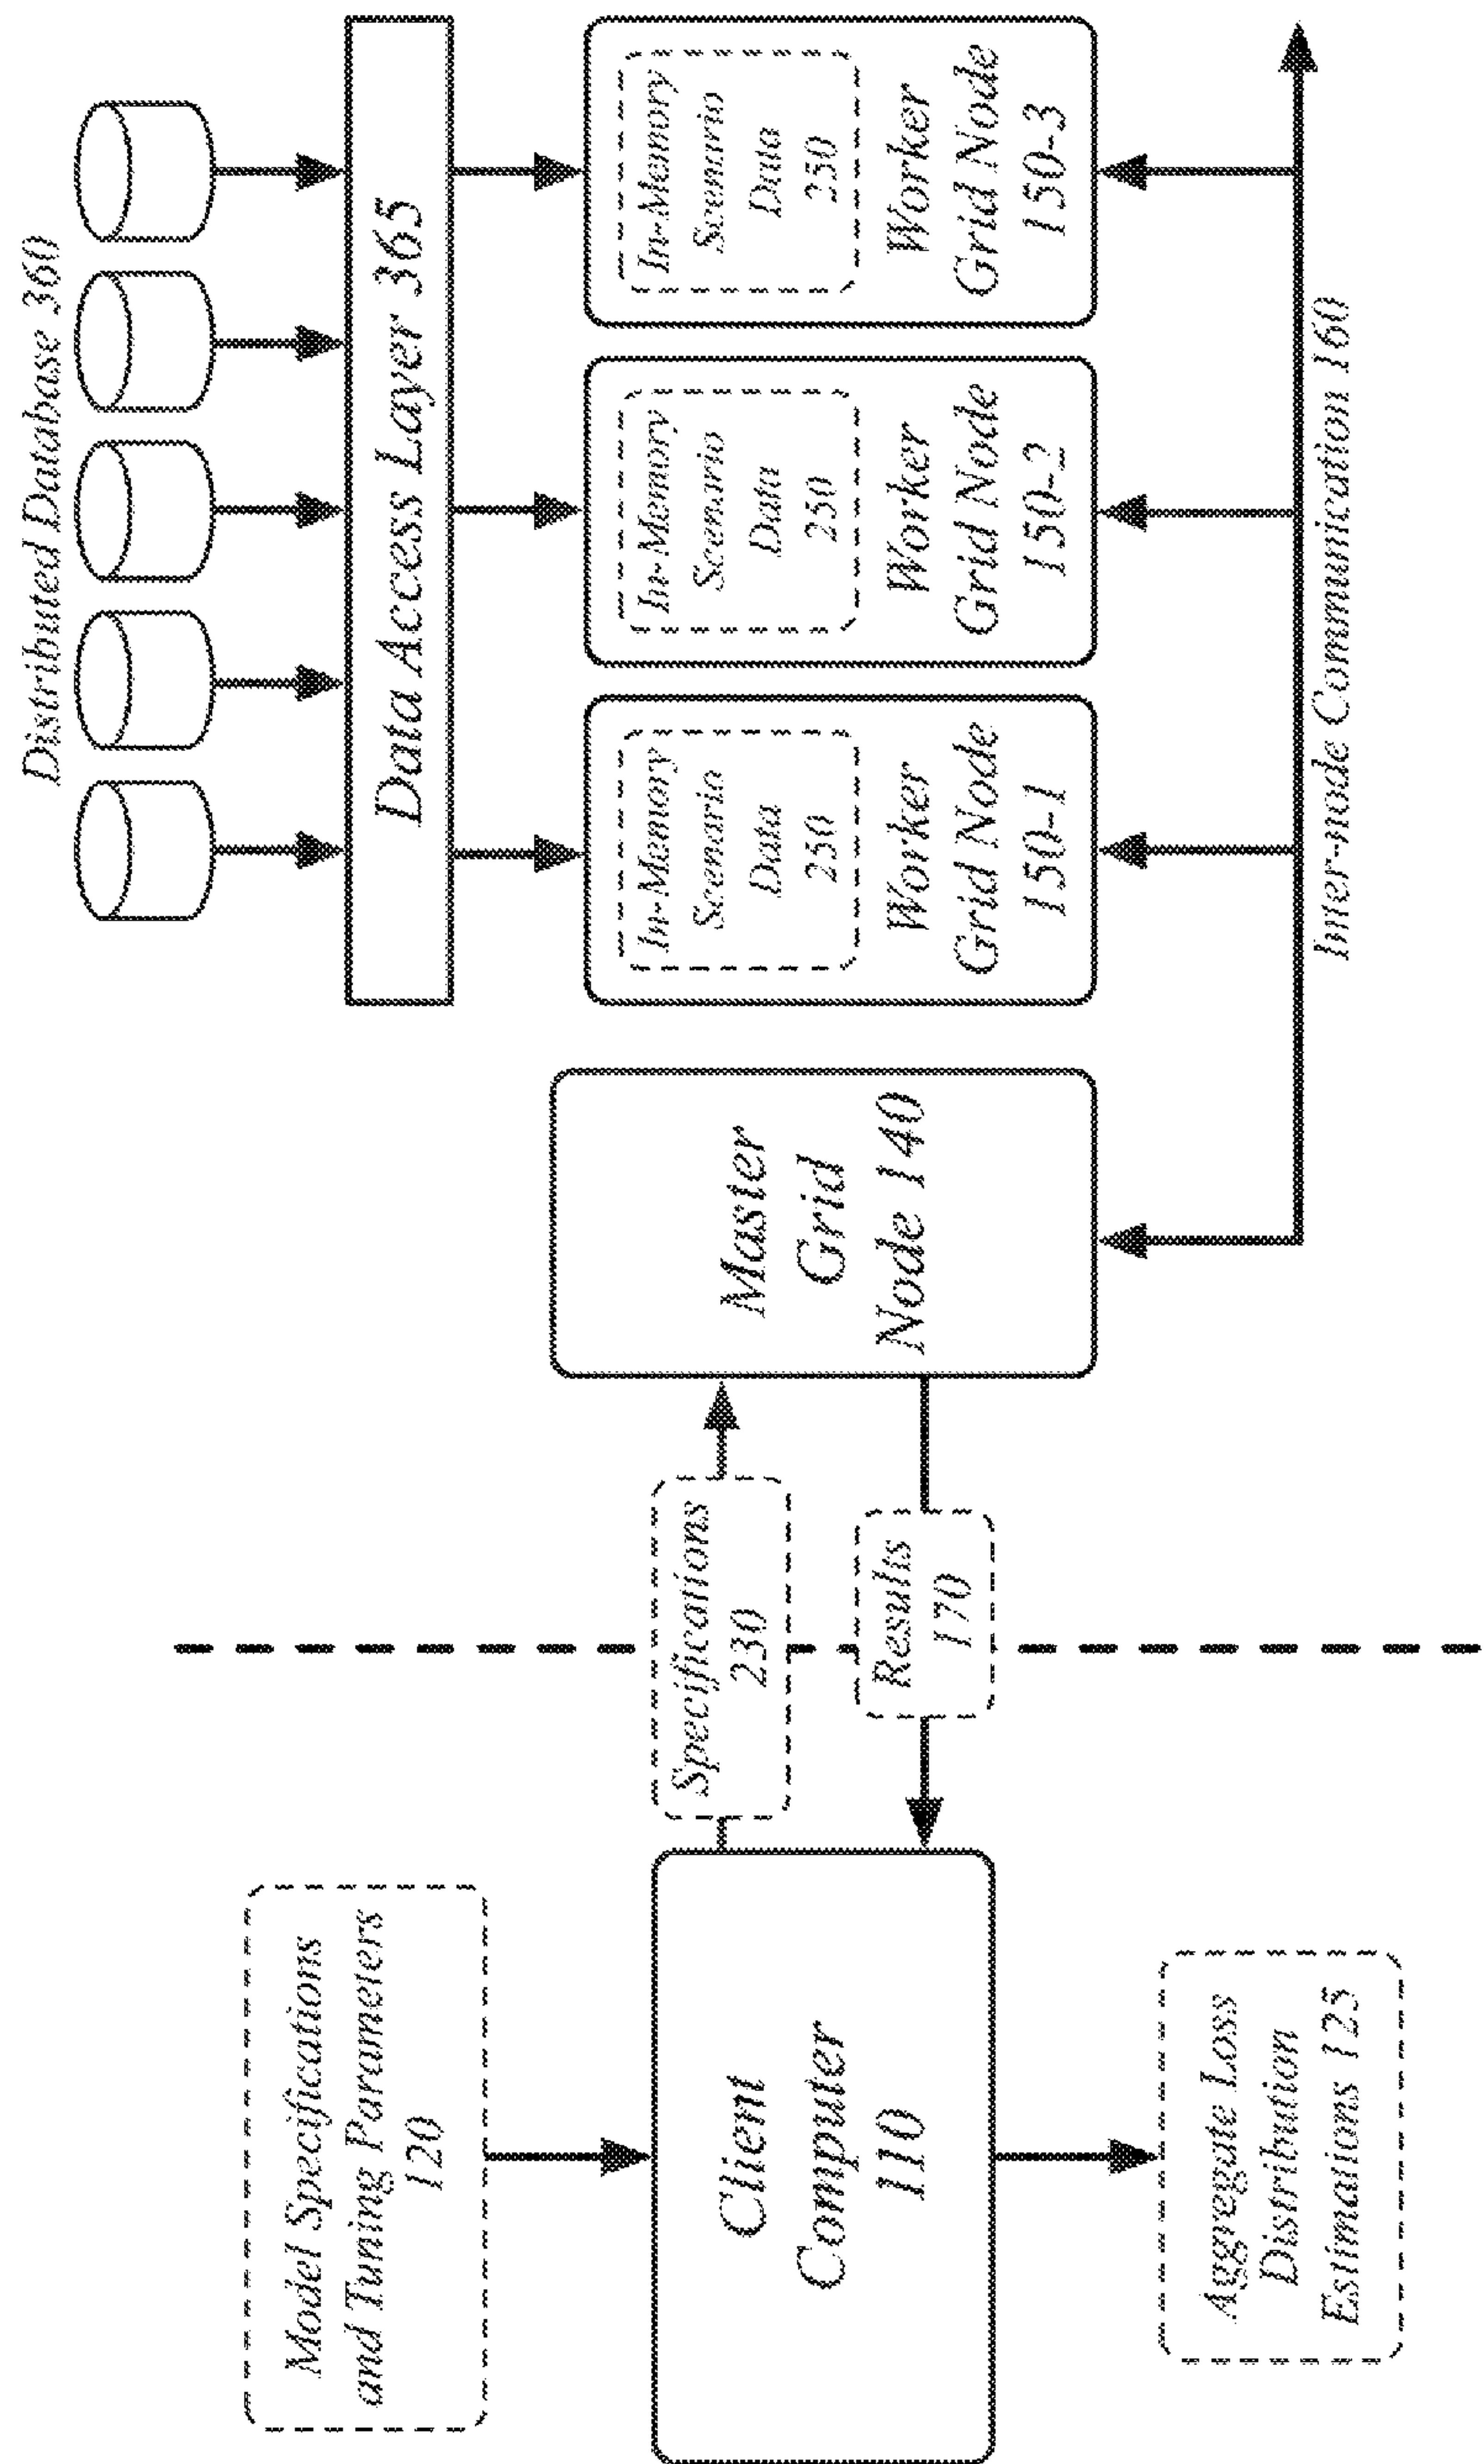 Model Specifications
and Tuning Parameters
120
Client
Computer
110
Aggregate Loss
Distribution
Estimations 125
Specifications
230
Results
170
Master
Grid
Node 140
Distributed Database 360
Data Access Layer 365
In-Memory
Scenario
Data
250
Worker
Grid Node
150-1
In-Memory
Scenario
Data
250
Worker
Grid Node
150-2
In-Memory
Scenario
Data
250
Worker
Grid Node
150-3
Inter-node Communication 160